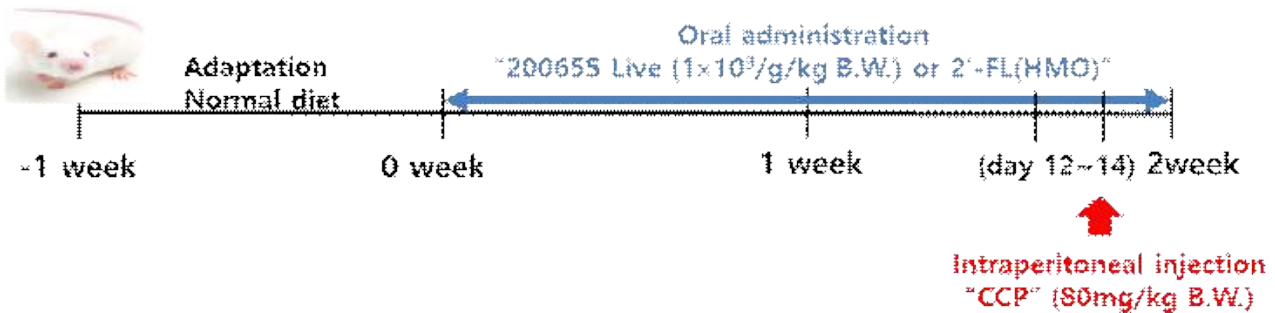 Oral administration
"20065S Live (1×10⁹/g/kg B.W.) or 2'-FL(HMO)"
Adaptation
Normal diet
-1 week
0 week
1 week
(day 12~14)
2week
Intraperitoneal injection
"CCP" (80mg/kg B.W.)